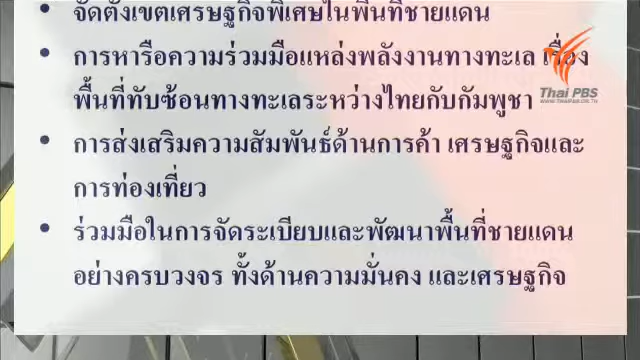 • จัดตั้งเขตเศรษฐกิจพิเศษในพื้นที่ชายแดน
• การหารือความร่วมมือแหล่งพลังงานทางทะเล เรื่อง
พื้นที่ทับซ้อนทางทะเลระหว่างไทยกับกัมพูชา
• การส่งเสริมความสัมพันธ์ด้านการค้า เศรษฐกิจและ
การท่องเที่ยว
• ร่วมมือในการจัดระเบียบและพัฒนาพื้นที่ชายแดน
อย่างครบวงจร ทั้งด้านความมั่นคง และเศรษฐกิจ
Thai PBS
WWW.THAIPBS.OR.TH